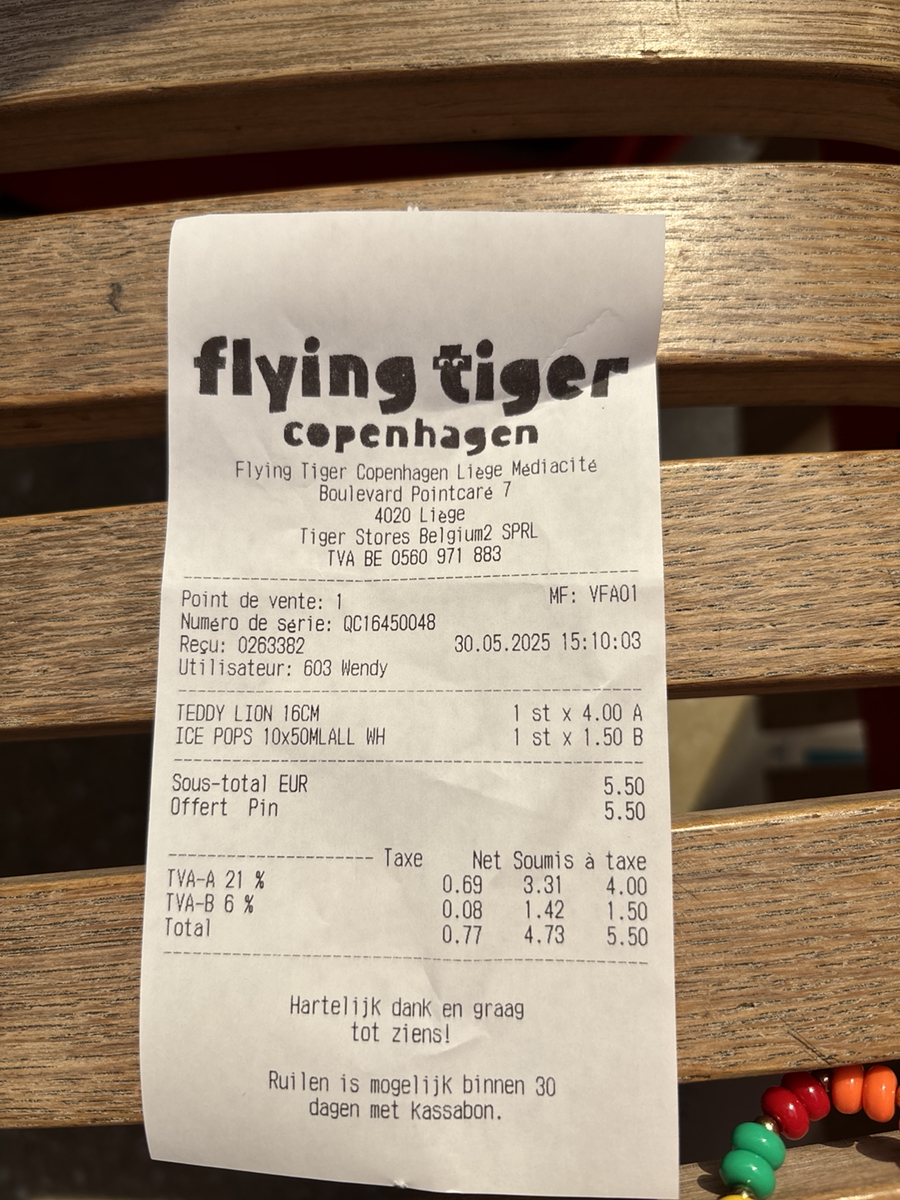 flying tiger
copenhagen
Flying Tiger Copenhagen Liège Médiacité
Boulevard Pointcaré 7
4020 Liège
Tiger Stores Belgium2 SPRL
TVA BE 0560 971 883
Point de vente: 1 MF: VFA01
Numéro de série: QC16450048
Reçu: 0263382 30.05.2025 15:10:03
Utilisateur: 603 Wendy
TEDDY LION 16CM 1 st x 4.00 A
ICE POPS 10x50MLALL WH 1 st x 1.50 B
Sous-total EUR 5.50
Offert Pin 5.50
Taxe Net Soumis à taxe
TVA-A 21 % 0.69 3.31 4.00
TVA-B 6 % 0.08 1.42 1.50
Total 0.77 4.73 5.50
Hartelijk dank en graag
tot ziens!
Ruilen is mogelijk binnen 30
dagen met Kassabon.